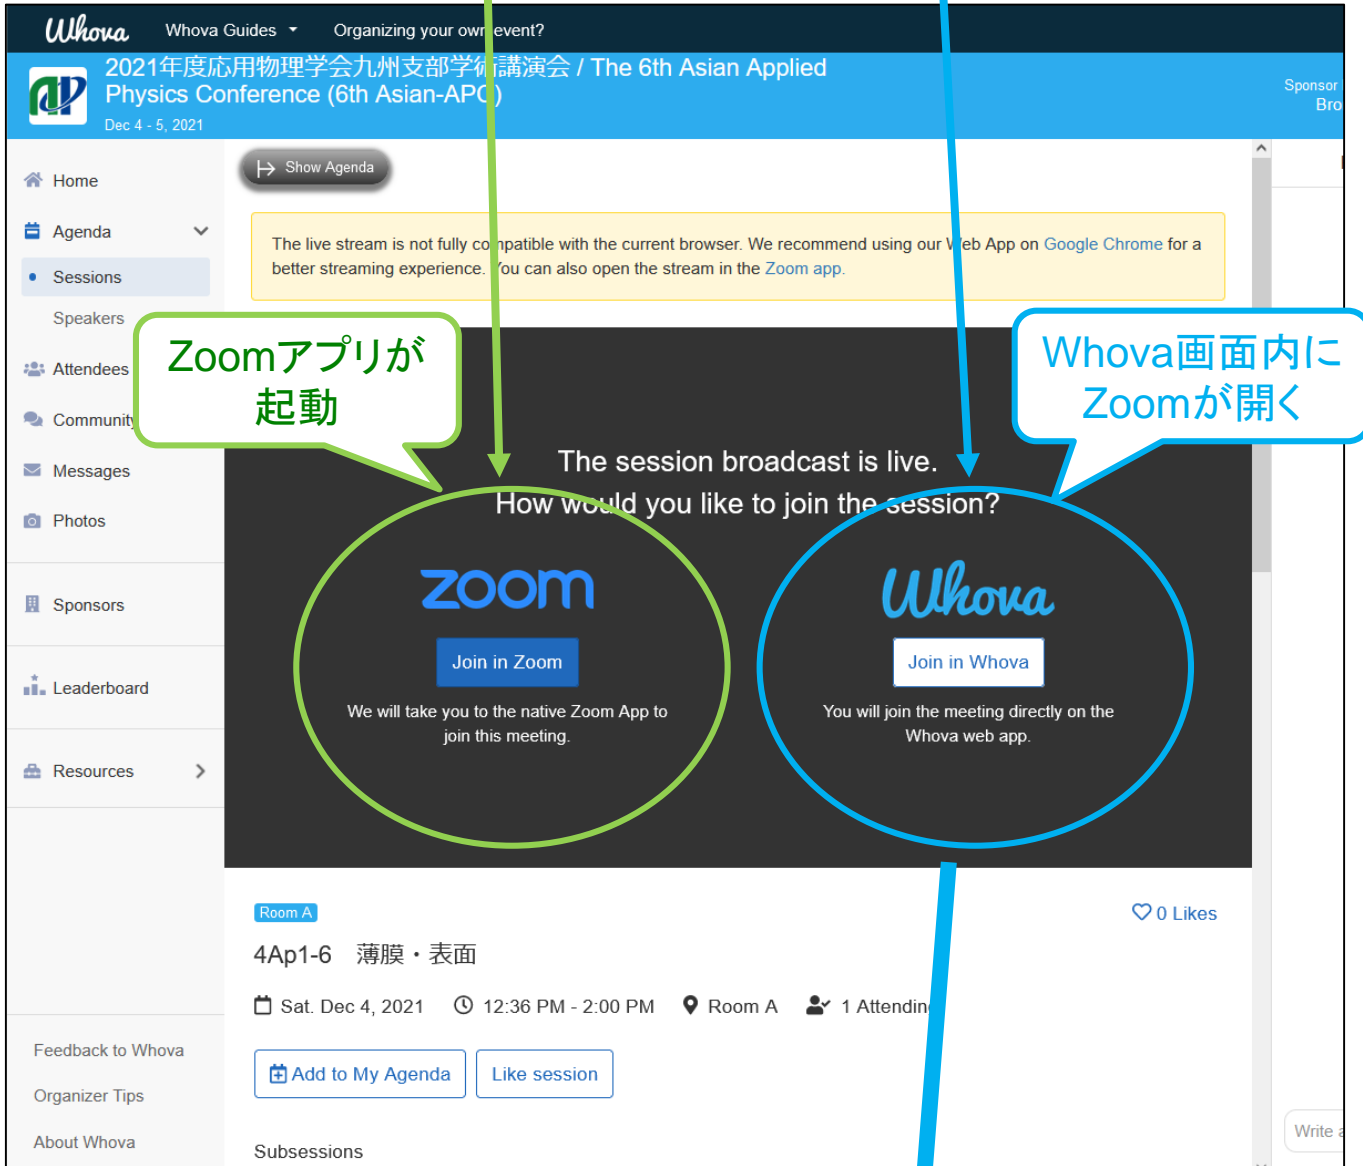 Whova Whova Guides Organizing your own event?
2021年度応用物理学会九州支部学術講演会 / The 6th Asian Applied
Physics Conference (6th Asian-APC)
Dec 4 - 5, 2021
Sponsor
Bro
Home
Agenda
Sessions
Speakers
Attendees
Community
Messages
Photos
Sponsors
Leaderboard
Resources
Feedback to Whova
Organizer Tips
About Whova
Show Agenda
The live stream is not fully compatible with the current browser. We recommend using our Web App on Google Chrome for a
better streaming experience. You can also open the stream in the Zoom app.
Zoomアプリが
起動
Whova画面内に
Zoomが開く
The session broadcast is live.
How would you like to join the session?
zoom
Join in Zoom
We will take you to the native Zoom App to
join this meeting.
Whova
Join in Whova
You will join the meeting directly on the
Whova web app.
Room A
0 Likes
4Ap1-6 薄膜・表面
Sat. Dec 4, 2021 12:36 PM - 2:00 PM Room A 1 Attending
Add to My Agenda Like session
Subsessions
Write a